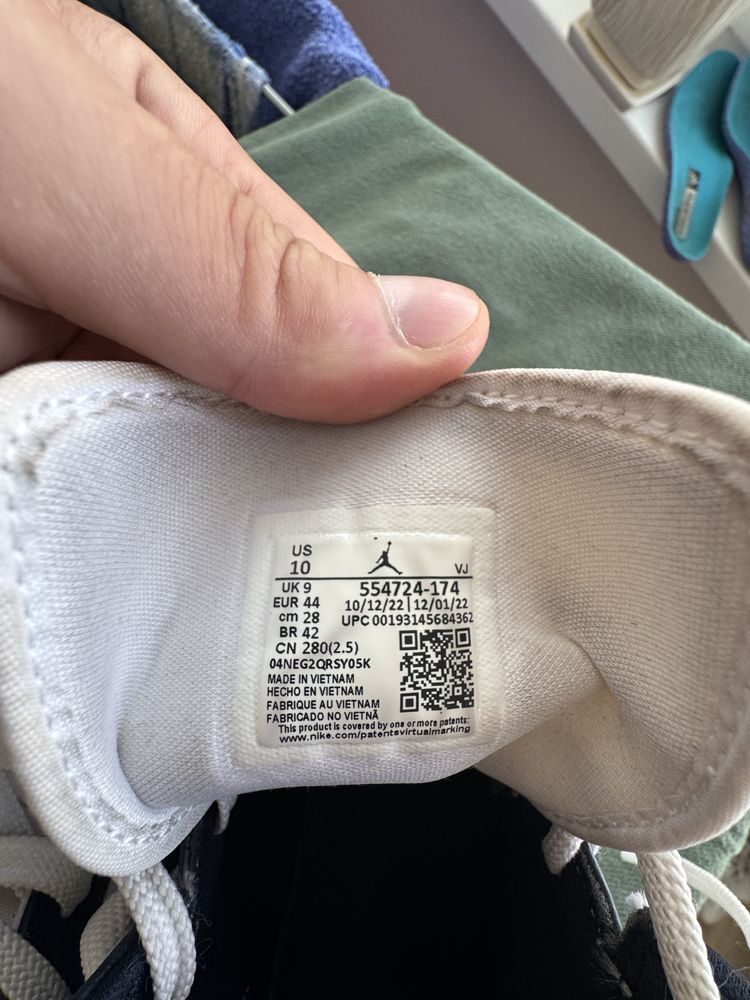 US
10
VJ
UK 9
EUR 44
cm 28
BR 42
CN 280(2.5)
554724-174
10/12/22 | 12/01/22
UPC 00193145684362
04NEG2QRSY05K
MADE IN VIETNAM
HECHO EN VIETNAM
FABRIQUE AU VIETNAM
FABRICADO NO VIETNÃ
This product is covered by one or more patents:
www.nike.com/patentsvirtualmarking